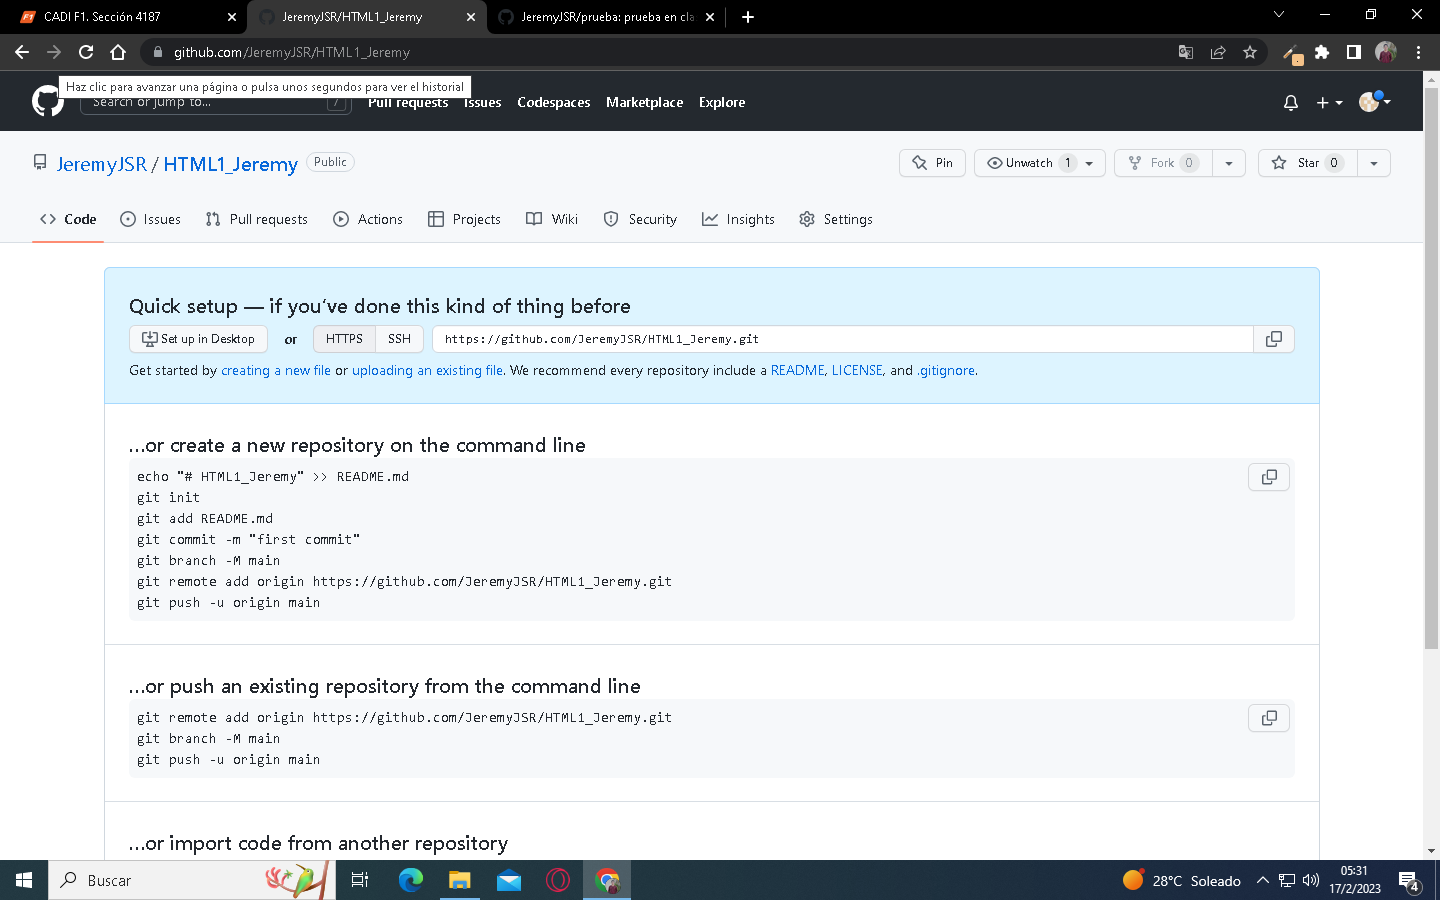 CADI F1. Sección 4187
JeremyJSR/HTML1_Jeremy
JeremyJSR/prueba: prueba en cla
github.com/JeremyJSR/HTML1_Jeremy
Haz clic para avanzar una página o pulsa unos segundos para ver el historial
Search or jump to...
/
Pull requests
Issues
Codespaces
Marketplace
Explore
JeremyJSR / HTML1_Jeremy
Public
Pin
Unwatch 1
Fork 0
Star 0
Code
Issues
Pull requests
Actions
Projects
Wiki
Security
Insights
Settings
Quick setup — if you've done this kind of thing before
Set up in Desktop
or
HTTPS
SSH
https://github.com/JeremyJSR/HTML1_Jeremy.git
Get started by creating a new file or uploading an existing file. We recommend every repository include a README, LICENSE, and .gitignore.
...or create a new repository on the command line
echo "# HTML1_Jeremy" >> README.md
git init
git add README.md
git commit -m "first commit"
git branch -M main
git remote add origin https://github.com/JeremyJSR/HTML1_Jeremy.git
git push -u origin main
...or push an existing repository from the command line
git remote add origin https://github.com/JeremyJSR/HTML1_Jeremy.git
git branch -M main
git push -u origin main
...or import code from another repository
Buscar
28°C Soleado
05:31
17/2/2023
4